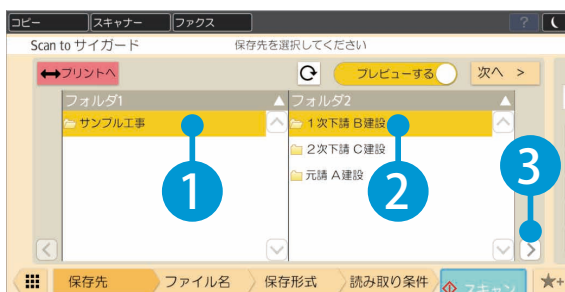 コピー スキャナー ファクス ?
Scan to サイガード 保存先を選択してください
プリントへ プレビューする 次へ >
フォルダ1 フォルダ2
サンプル工事 1次下請 B建設
2次下請 C建設
元請 A建設
1 2 3
保存先 ファイル名 保存形式 読み取り条件 スキャン